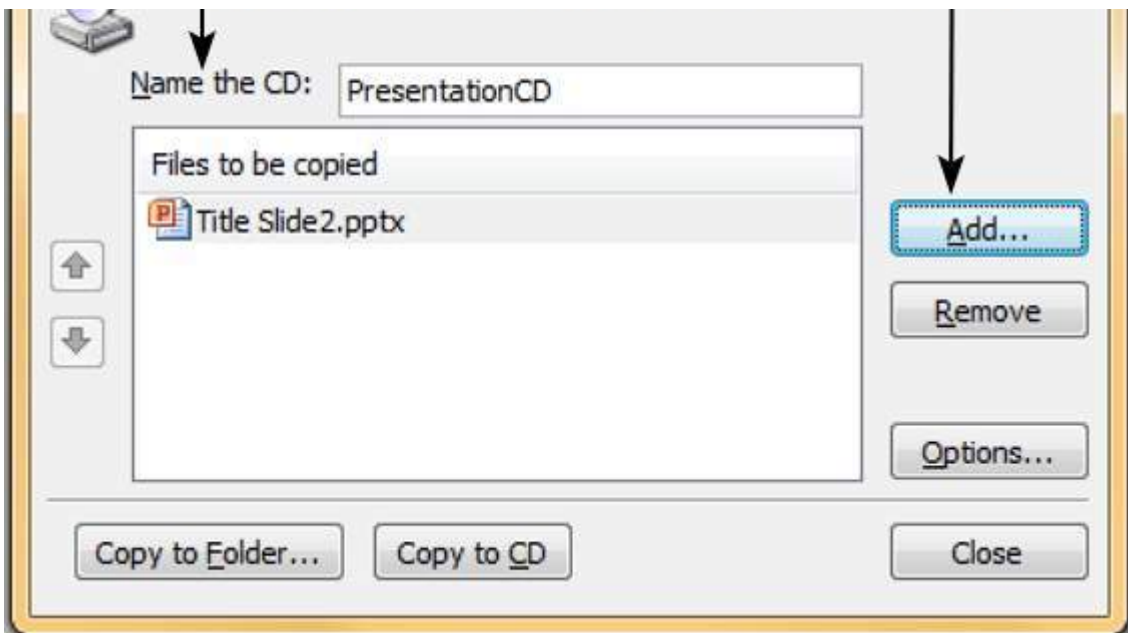 Name the CD: PresentationCD
Files to be copied
Title Slide2.pptx
Add...
Remove
Options...
Copy to Folder... Copy to CD Close